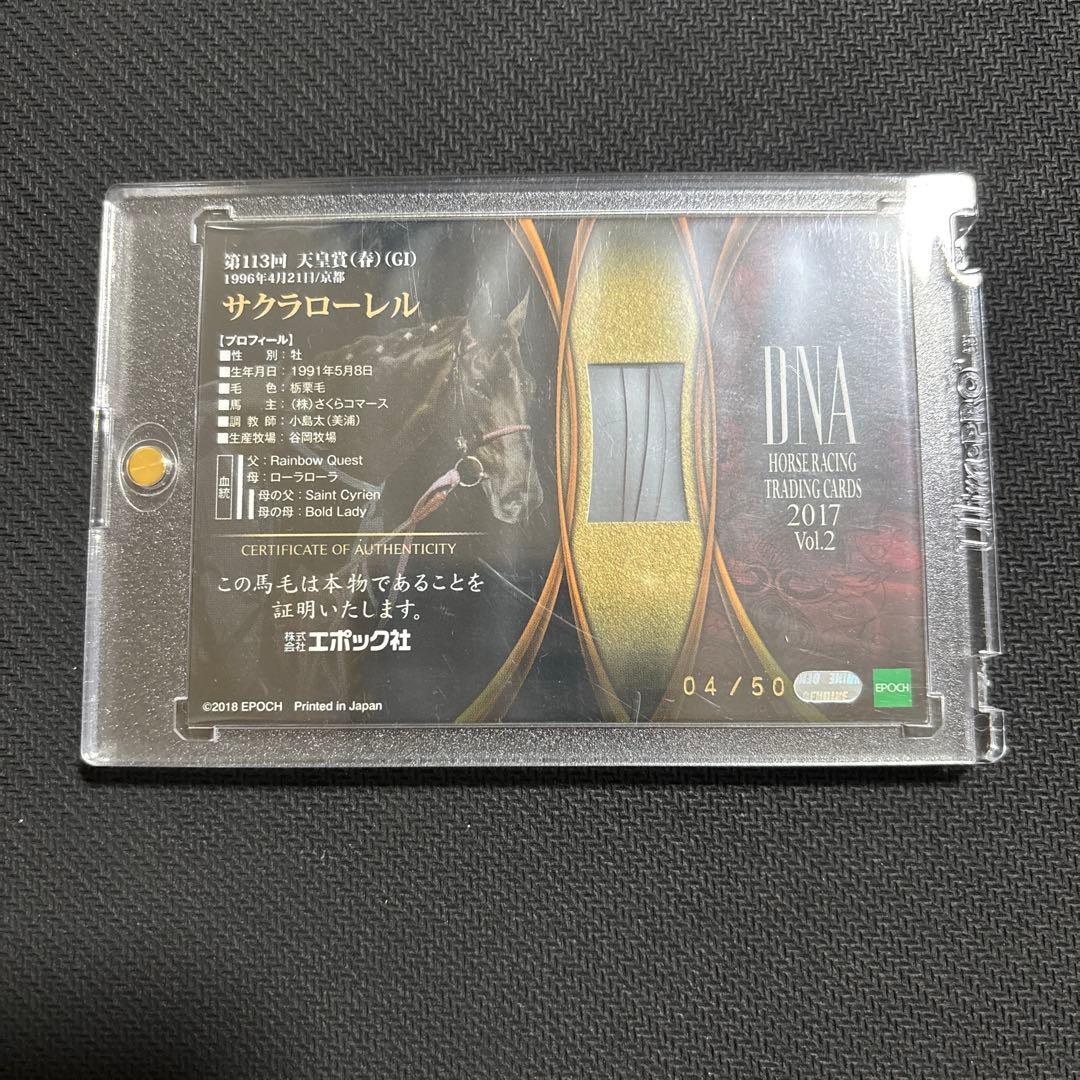 第113回 天皇賞(春)(GI)
1996年4月21日/京都
サクラローレル
【プロフィール】
■性 別：牡
■生年月日：1991年5月8日
■毛 色：栃栗毛
■馬 主：(株)さくらコマース
■調教師：小島太(美浦)
■生産牧場：谷岡牧場
血統
父：Rainbow Quest
母：ローラローラ
母の父：Saint Cyrien
母の母：Bold Lady
CERTIFICATE OF AUTHENTICITY
この馬毛は本物であることを
証明いたします。
株式会社エポック社
©2018 EPOCH Printed in Japan
DNA
HORSE RACING
TRADING CARDS
2017
Vol.2
04/50
GENUINE
EPOCH
Ultra PRO